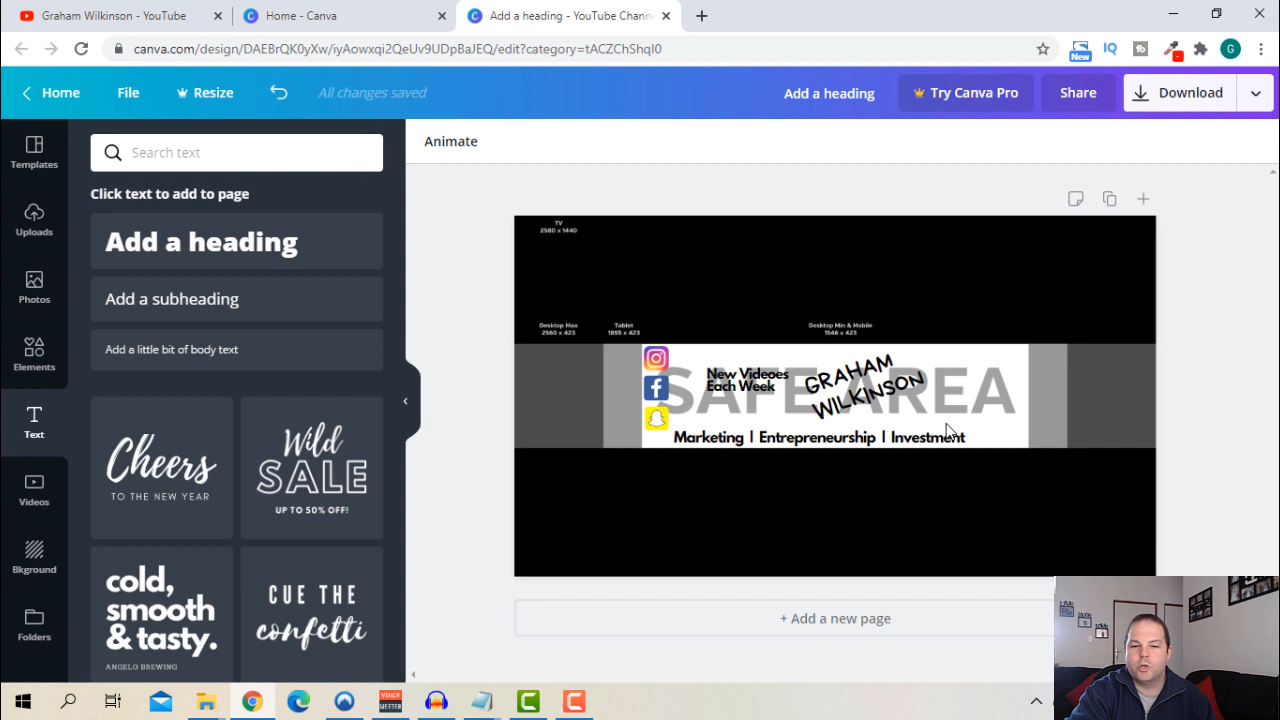 Graham Wilkinson - YouTube
Home - Canva
Add a heading - YouTube Chann
canva.com/design/DAEBrQK0yXw/iyAowxqi2QeUv9UDpBaJEQ/edit?category=tACZChShqI0
New
IQ
G
Home
File
Resize
All changes saved
Add a heading
Try Canva Pro
Share
Download
Templates
Uploads
Photos
Elements
Text
Videos
Bkground
Folders
Search text
Click text to add to page
Add a heading
Add a subheading
Add a little bit of body text
Cheers
TO THE NEW YEAR
Wild
SALE
UP TO 50% OFF!
cold,
smooth
& tasty.
ANGELO BREWING
CUE THE
confetti
Animate
TV
2580 x 1440
Desktop Max
2560 x 423
Tablet
1855 x 423
Desktop Min & Mobile
1546 x 423
SAFE AREA
New Videoes
Each Week
GRAHAM
WILKINSON
Marketing | Entrepreneurship | Investment
+ Add a new page
VOICE
MEETER